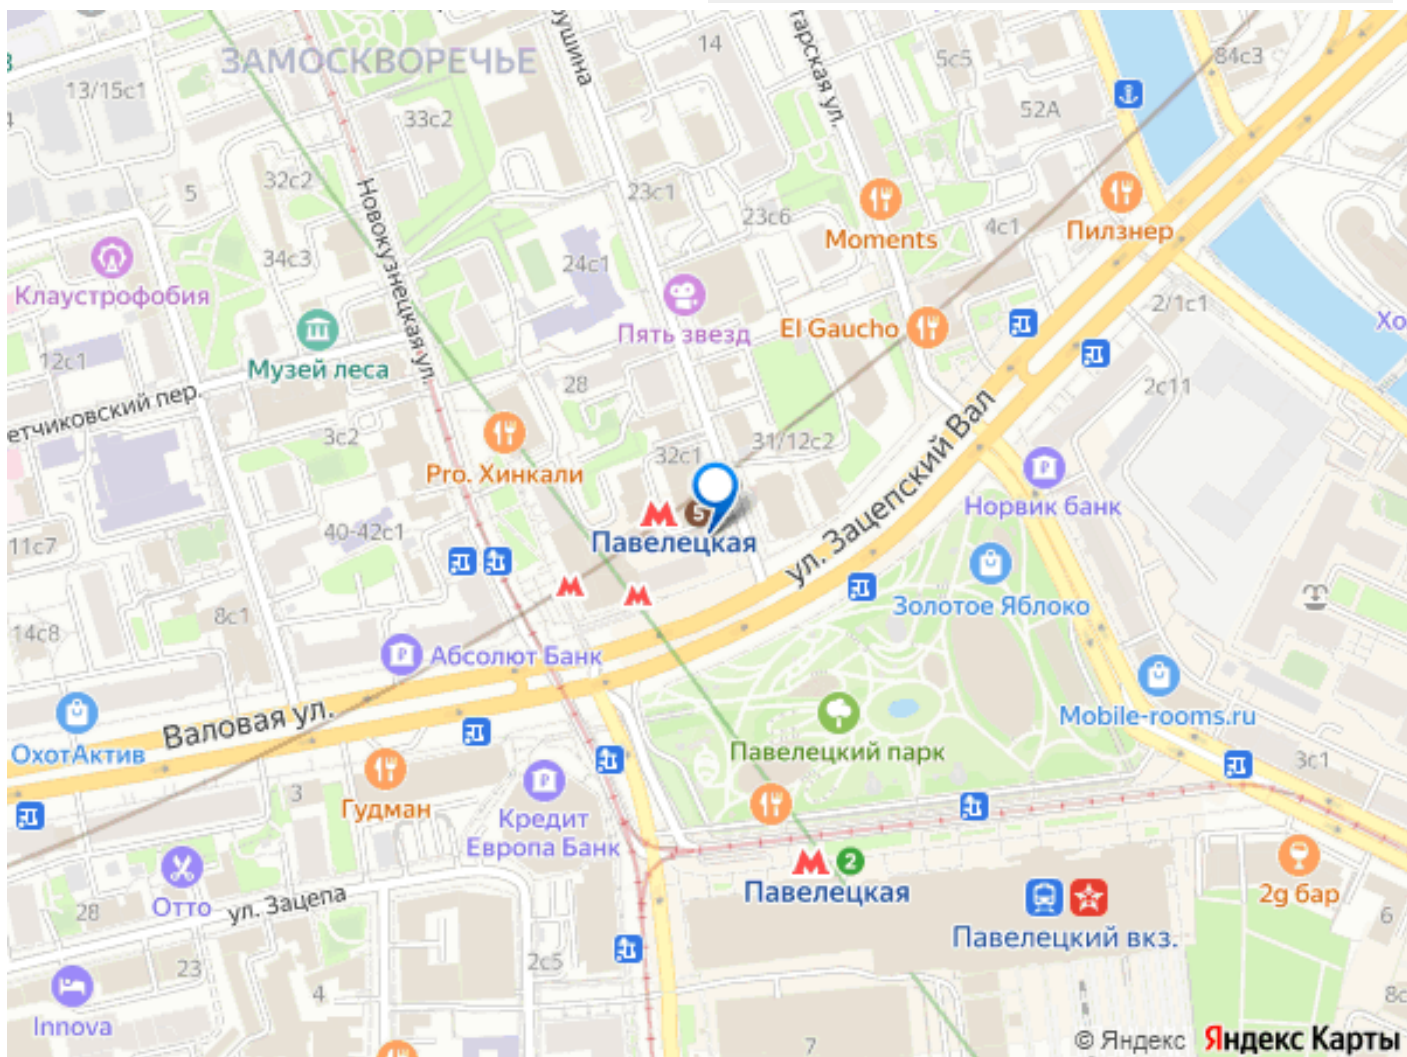 14
84с3
ЗАМОСКВОРЕЧЬЕ
5с5
13/15с1
52А
33с2
5
32с2
23с1
23с6
4с1
Пилзнер
Moments
34с3
24с1
Новокузнецкая ул.
Клаустрофобия
2/1с1
Пять звезд
El Gaucho
12с1
Музей леса
28
2с11
3с2
31/12с2
32с1
Pro. Хинкали
Норвик банк
40-42с1
5
Павелецкая
11с7
ул. Зацепский Вал
Золотое Яблоко
8с1
14с8
Абсолют Банк
Валовая ул.
Mobile-rooms.ru
ОхотАктив
Павелецкий парк
3с1
3
Гудман
Кредит
Европа Банк
2
Павелецкая
28
Отто
ул. Зацепа
2g бар
6
Павелецкий вкз.
23
2с5
4
Innova
7
© Яндекс
Яндекс Карты